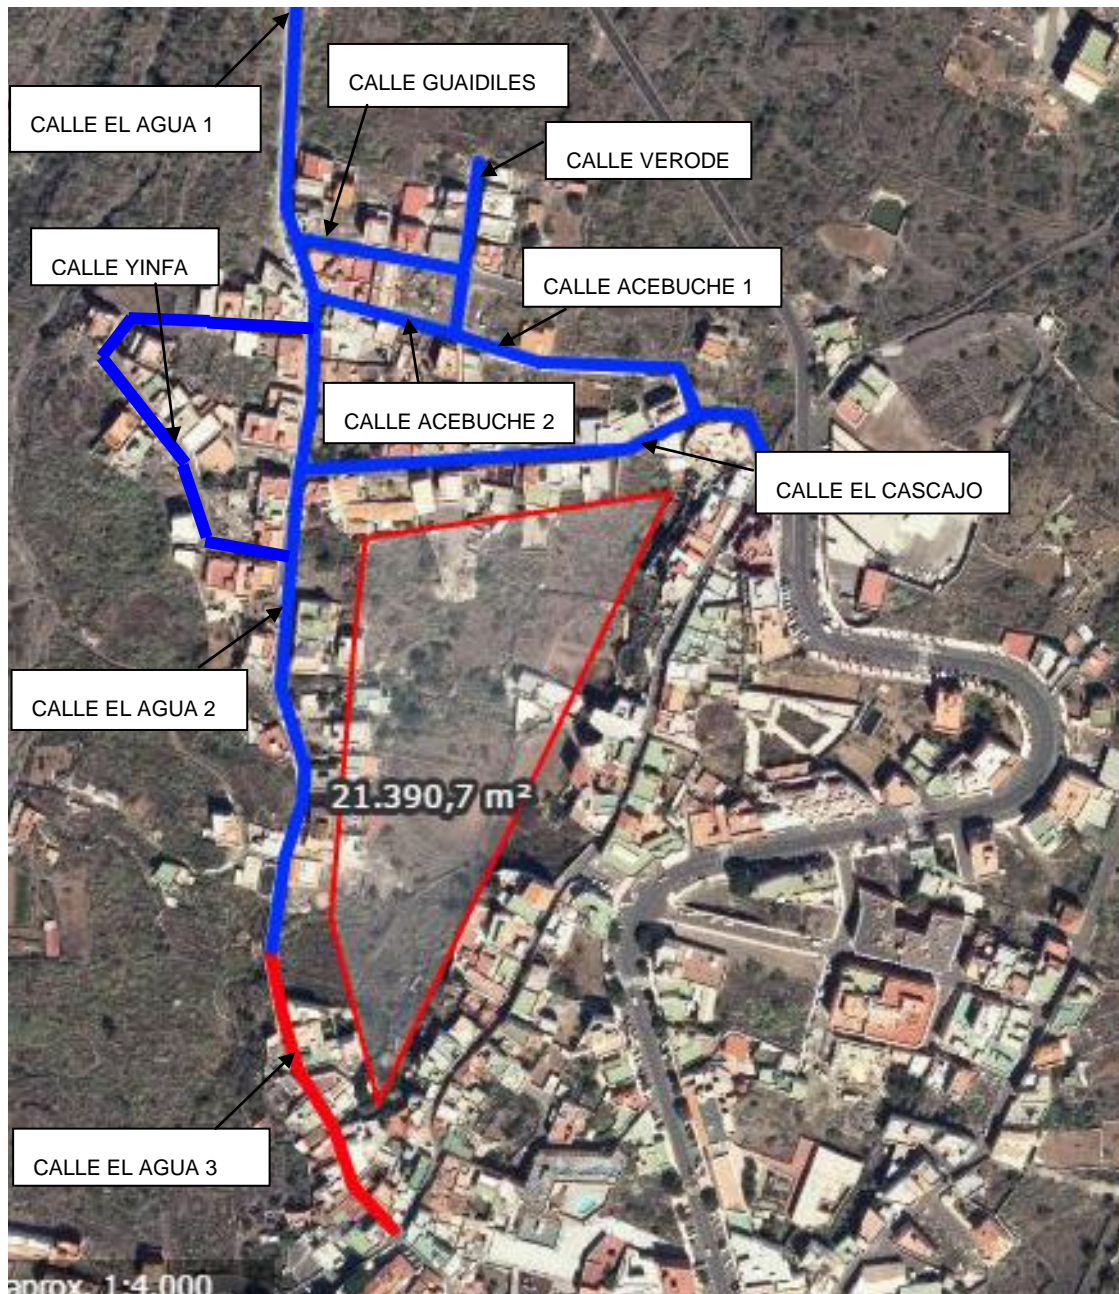 CALLE EL AGUA 1
CALLE GUAIDILES
CALLE VERODE
CALLE YINFA
CALLE ACEBUCHE 1
CALLE ACEBUCHE 2
CALLE EL CASCAJO
CALLE EL AGUA 2
21.390,7 m²
CALLE EL AGUA 3
aprox. 1:4.000